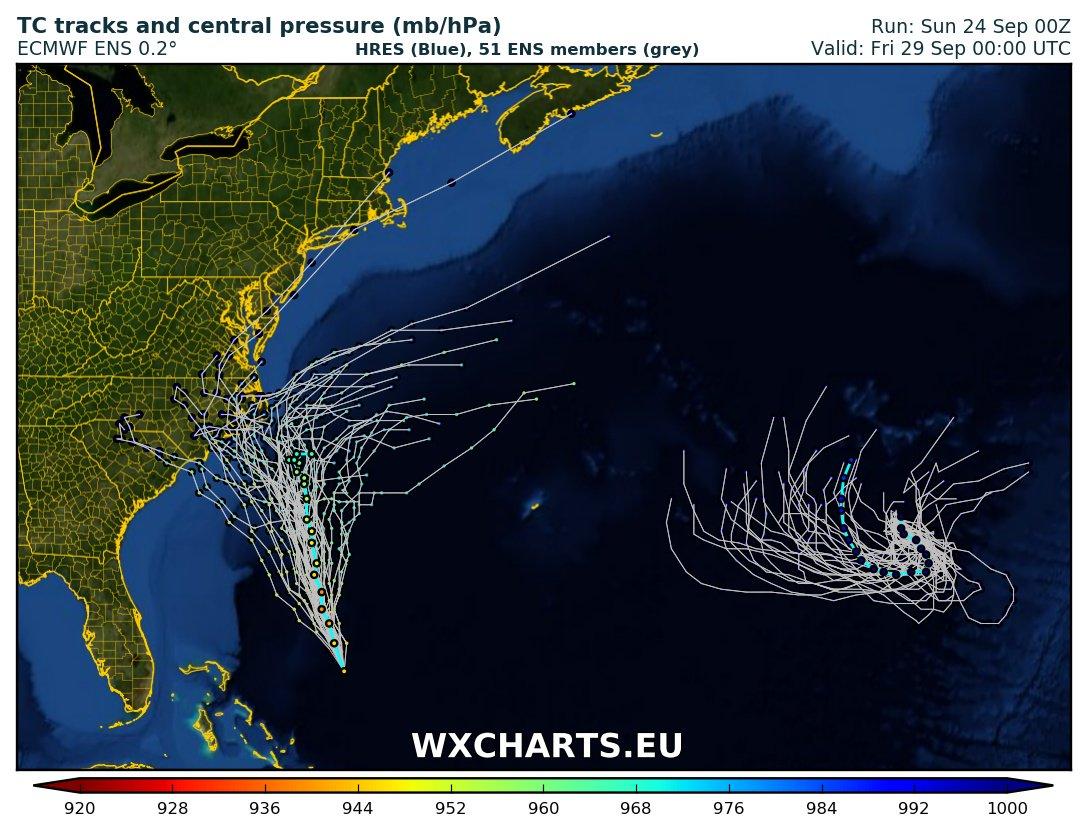 TC tracks and central pressure (mb/hPa)
Run: Sun 24 Sep 00Z
ECMWF ENS 0.2°
HRES (Blue), 51 ENS members (grey)
Valid: Fri 29 Sep 00:00 UTC
WXCHARTS.EU
920 928 936 944 952 960 968 976 984 992 1000